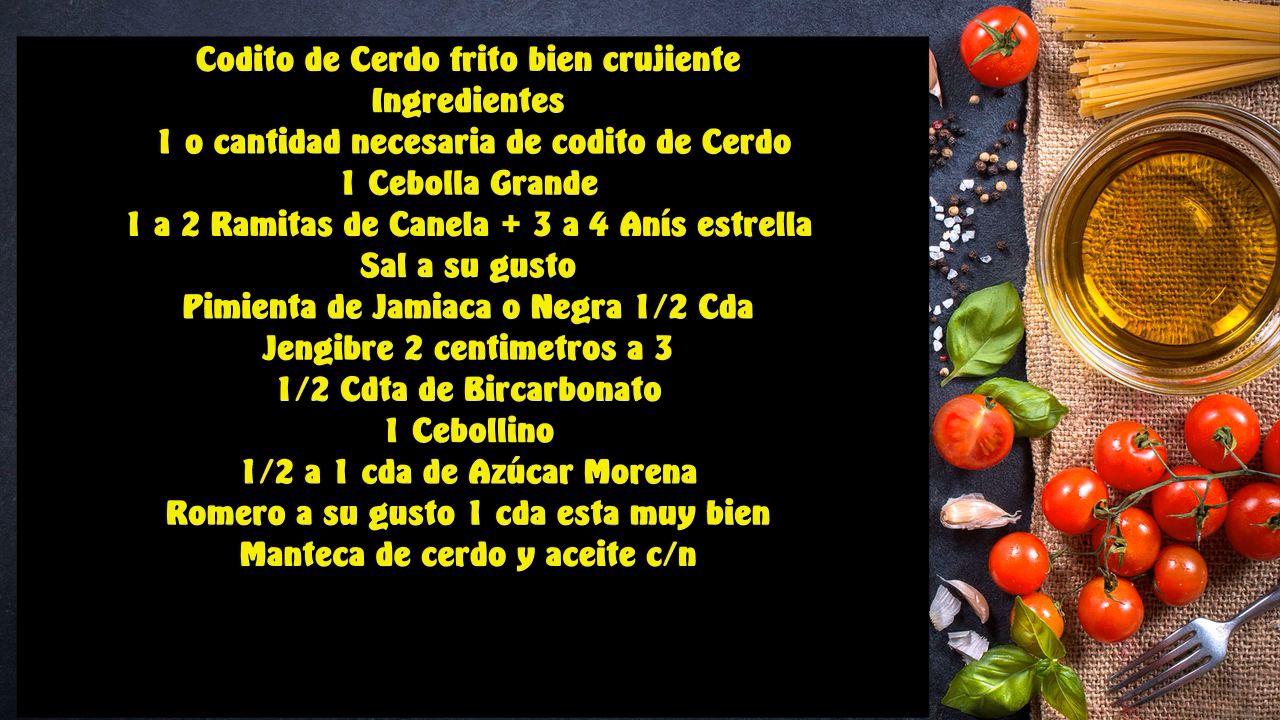 Codito de Cerdo frito bien crujiente
Ingredientes
1 o cantidad necesaria de codito de Cerdo
1 Cebolla Grande
1 a 2 Ramitas de Canela + 3 a 4 Anís estrella
Sal a su gusto
Pimienta de Jamiaca o Negra 1/2 Cda
Jengibre 2 centimetros a 3
1/2 Cdta de Bircarbonato
1 Cebollino
1/2 a 1 cda de Azúcar Morena
Romero a su gusto 1 cda esta muy bien
Manteca de cerdo y aceite c/n